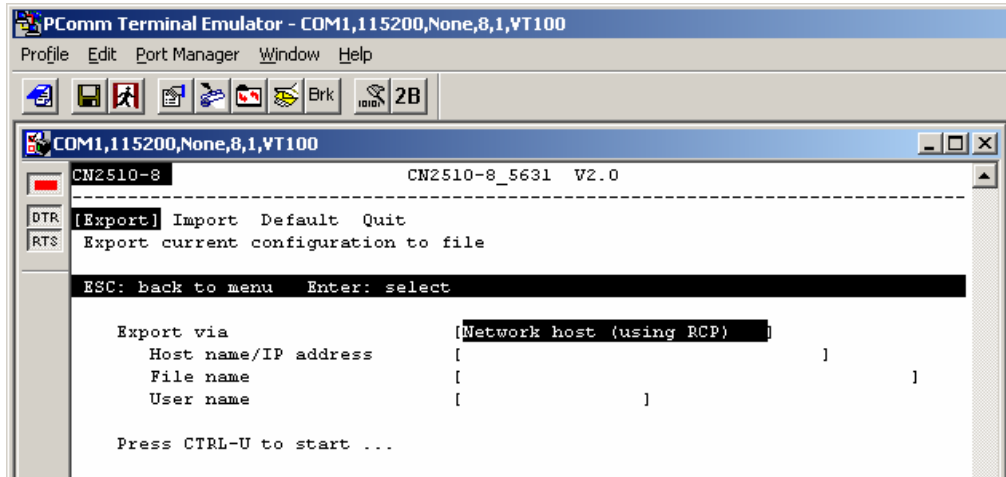 PComm Terminal Emulator - COM1,115200,None,8,1,VT100
Profile Edit Port Manager Window Help
Brk 2B
COM1,115200,None,8,1,VT100
CN2510-8 CN2510-8_5631 V2.0
-----------------------------------------------------------------------------
DTR [Export] Import Default Quit
RTS Export current configuration to file
ESC: back to menu Enter: select
Export via [Network host (using RCP) ]
Host name/IP address [ ]
File name [ ]
User name [ ]
Press CTRL-U to start ...